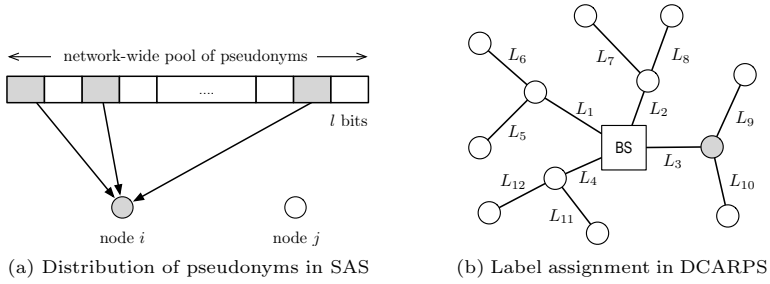 network-wide pool of pseudonyms
....
l bits
node i
node j
(a) Distribution of pseudonyms in SAS
L6
L7
L8
L1
L2
L5
BS
L9
L3
L4
L12
L10
L11
(b) Label assignment in DCARPS